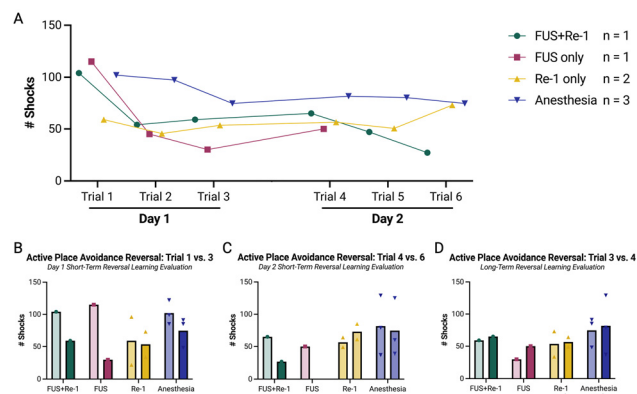 A
150
100
50
0
# Shocks
Trial 1 Trial 2 Trial 3 Trial 4 Trial 5 Trial 6
Day 1 Day 2
FUS+Re-1 n = 1
FUS only n = 1
Re-1 only n = 2
Anesthesia n = 3
B
Active Place Avoidance Reversal: Trial 1 vs. 3
Day 1 Short-Term Reversal Learning Evaluation
150
100
50
0
# Shocks
FUS+Re-1 FUS Re-1 Anesthesia
C
Active Place Avoidance Reversal: Trial 4 vs. 6
Day 2 Short-Term Reversal Learning Evaluation
150
100
50
0
# Shocks
FUS+Re-1 FUS Re-1 Anesthesia
D
Active Place Avoidance Reversal: Trial 3 vs. 4
Long-Term Reversal Learning Evaluation
150
100
50
0
# Shocks
FUS+Re-1 FUS Re-1 Anesthesia